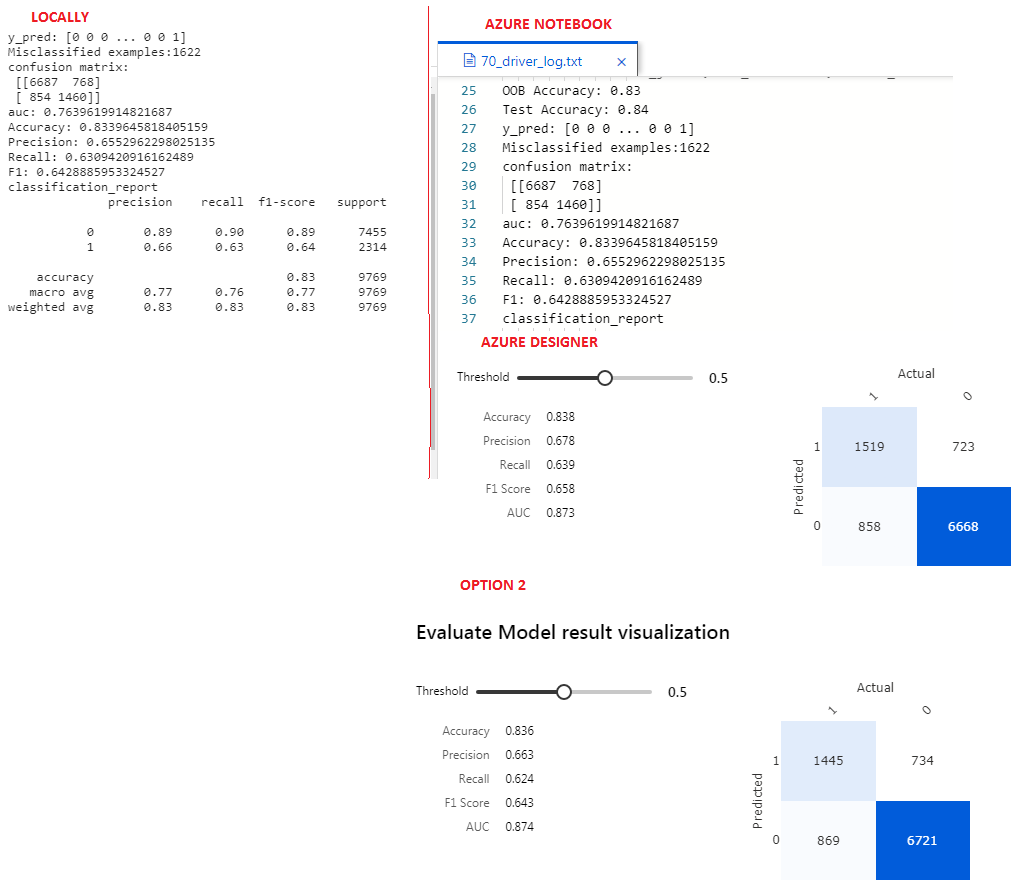 LOCALLY
y_pred: [0 0 0 ... 0 0 1]
Misclassified examples:1622
confusion matrix:
[[6687 768]
[ 854 1460]]
auc: 0.7639619914821687
Accuracy: 0.8339645818405159
Precision: 0.6552962298025135
Recall: 0.6309420916162489
F1: 0.6428885953324527
classification_report
precision recall f1-score support
0 0.89 0.90 0.89 7455
1 0.66 0.63 0.64 2314
accuracy 0.83 9769
macro avg 0.77 0.76 0.77 9769
weighted avg 0.83 0.83 0.83 9769
AZURE NOTEBOOK
70_driver_log.txt ×
25 OOB Accuracy: 0.83
26 Test Accuracy: 0.84
27 y_pred: [0 0 0 ... 0 0 1]
28 Misclassified examples:1622
29 confusion matrix:
30 [[6687 768]
31 [ 854 1460]]
32 auc: 0.7639619914821687
33 Accuracy: 0.8339645818405159
34 Precision: 0.6552962298025135
35 Recall: 0.6309420916162489
36 F1: 0.6428885953324527
37 classification_report
AZURE DESIGNER
Threshold 0.5
Accuracy 0.838
Precision 0.678
Recall 0.639
F1 Score 0.658
AUC 0.873
Actual
1 0
Predicted
1 1519 723
0 858 6668
OPTION 2
Evaluate Model result visualization
Threshold 0.5
Accuracy 0.836
Precision 0.663
Recall 0.624
F1 Score 0.643
AUC 0.874
Actual
1 0
Predicted
1 1445 734
0 869 6721